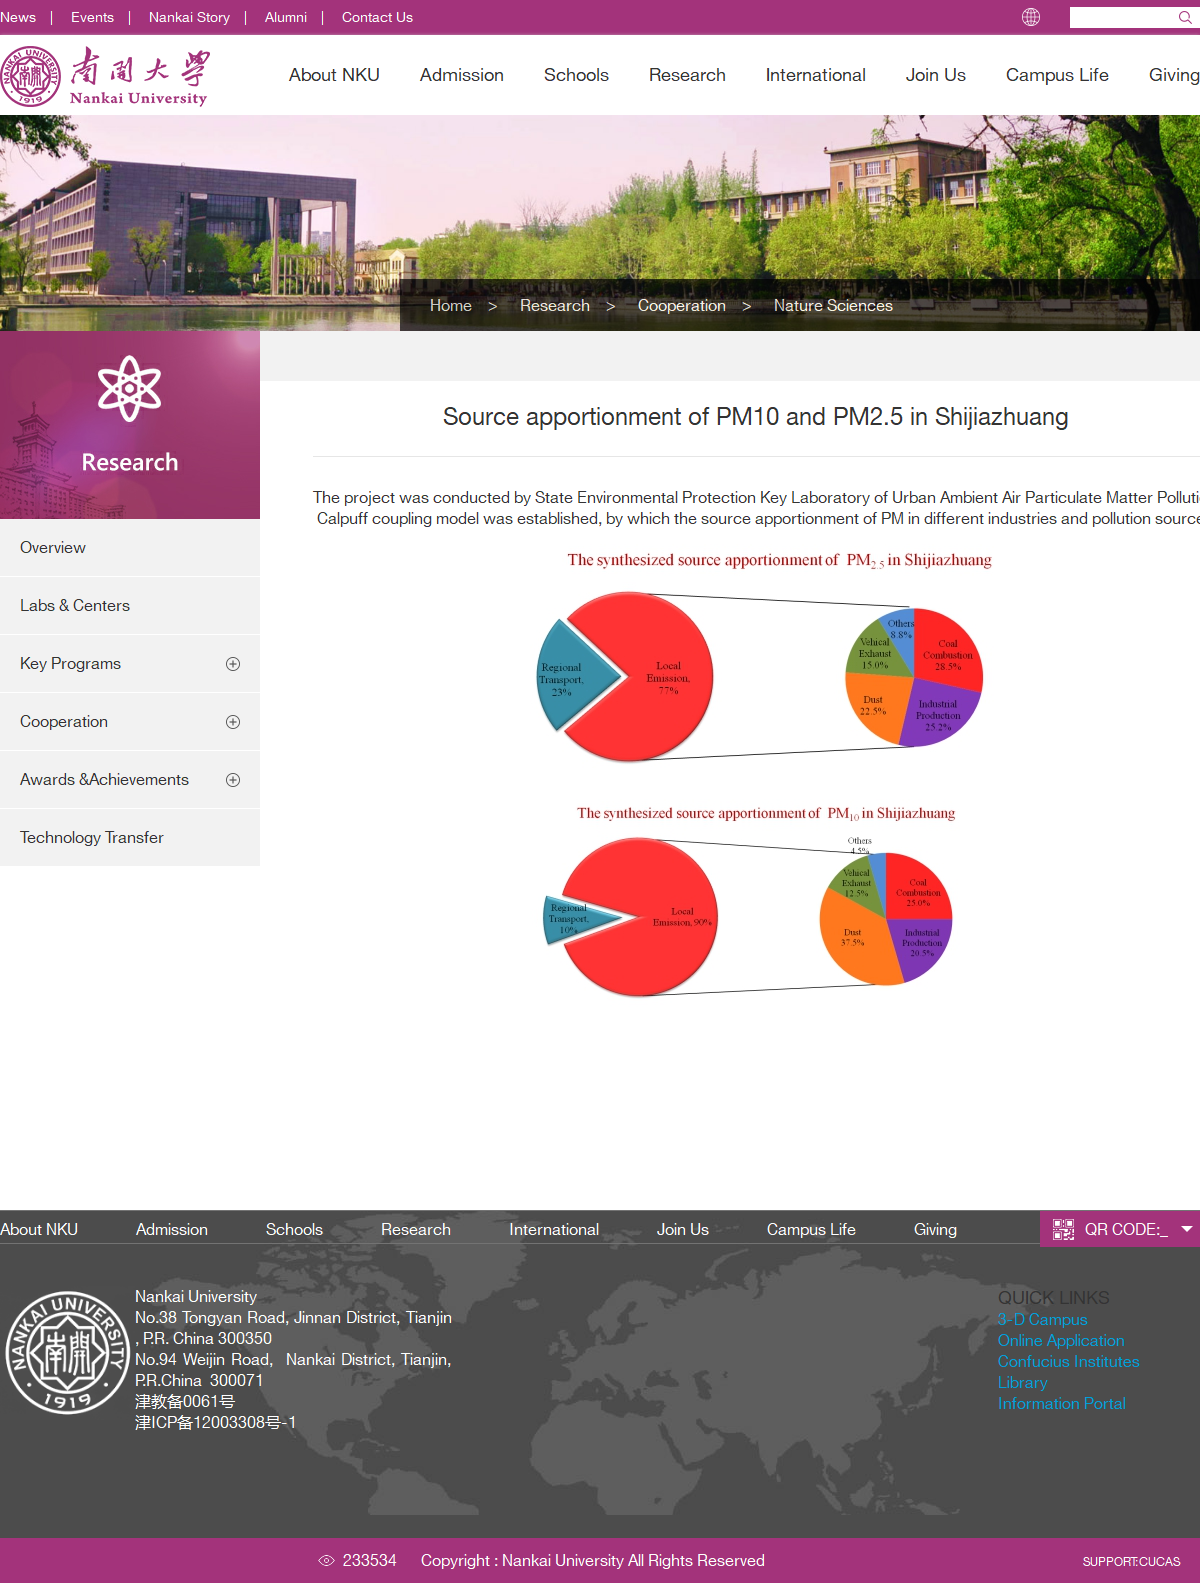 News | Events | Nankai Story | Alumni | Contact Us
NANKAI UNIVERSITY 1919 南開大學
Nankai University
About NKU Admission Schools Research International Join Us Campus Life Giving
Home > Research > Cooperation > Nature Sciences
Research
Overview
Labs & Centers
Key Programs
Cooperation
Awards &Achievements
Technology Transfer
Source apportionment of PM10 and PM2.5 in Shijiazhuang
The project was conducted by State Environmental Protection Key Laboratory of Urban Ambient Air Particulate Matter Polluti
Calpuff coupling model was established, by which the source apportionment of PM in different industries and pollution source
The synthesized source apportionment of PM2.5 in Shijiazhuang
Regional
Transport,
23%
Local
Emission,
77%
Others
8.8%
Vehical
Exhaust
15.0%
Coal
Combustion
28.5%
Dust
22.5%
Industrial
Production
25.2%
The synthesized source apportionment of PM10 in Shijiazhuang
Regional
Transport,
10%
Local
Emission, 90%
Others
4.5%
Vehical
Exhaust
12.5%
Coal
Combustion
25.0%
Dust
37.5%
Industrial
Production
20.5%
About NKU Admission Schools Research International Join Us Campus Life Giving QR CODE:_
NANKAI UNIVERSITY 南開 1919
Nankai University
No.38 Tongyan Road, Jinnan District, Tianjin
, P.R. China 300350
No.94 Weijin Road, Nankai District, Tianjin,
P.R.China 300071
津教备0061号
津ICP备12003308号-1
QUICK LINKS
3-D Campus
Online Application
Confucius Institutes
Library
Information Portal
233534 Copyright : Nankai University All Rights Reserved
SUPPORT:CUCAS